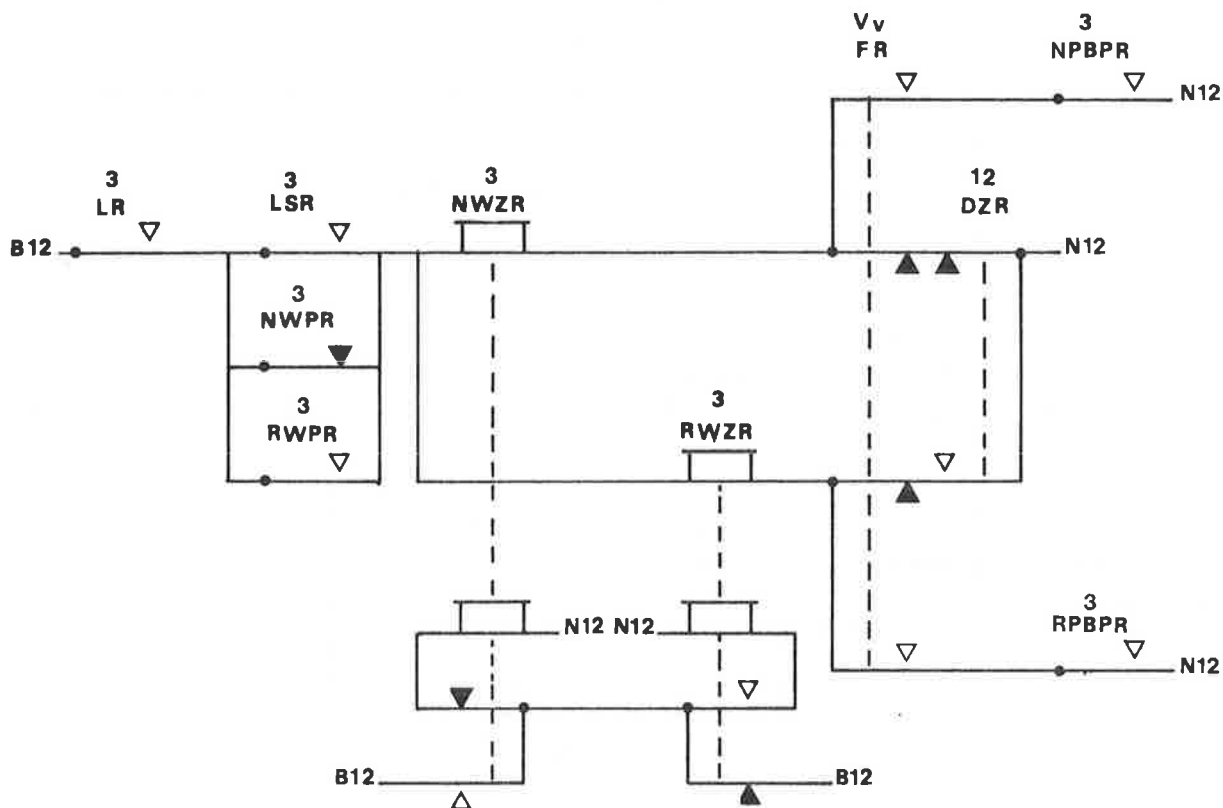 Vv
FR
3
NPBPR
N12
3
LR
3
LSR
3
NWZR
12
DZR
B12
N12
3
NWPR
3
RWPR
3
RWZR
N12 N12
3
RPBPR
N12
B12
B12